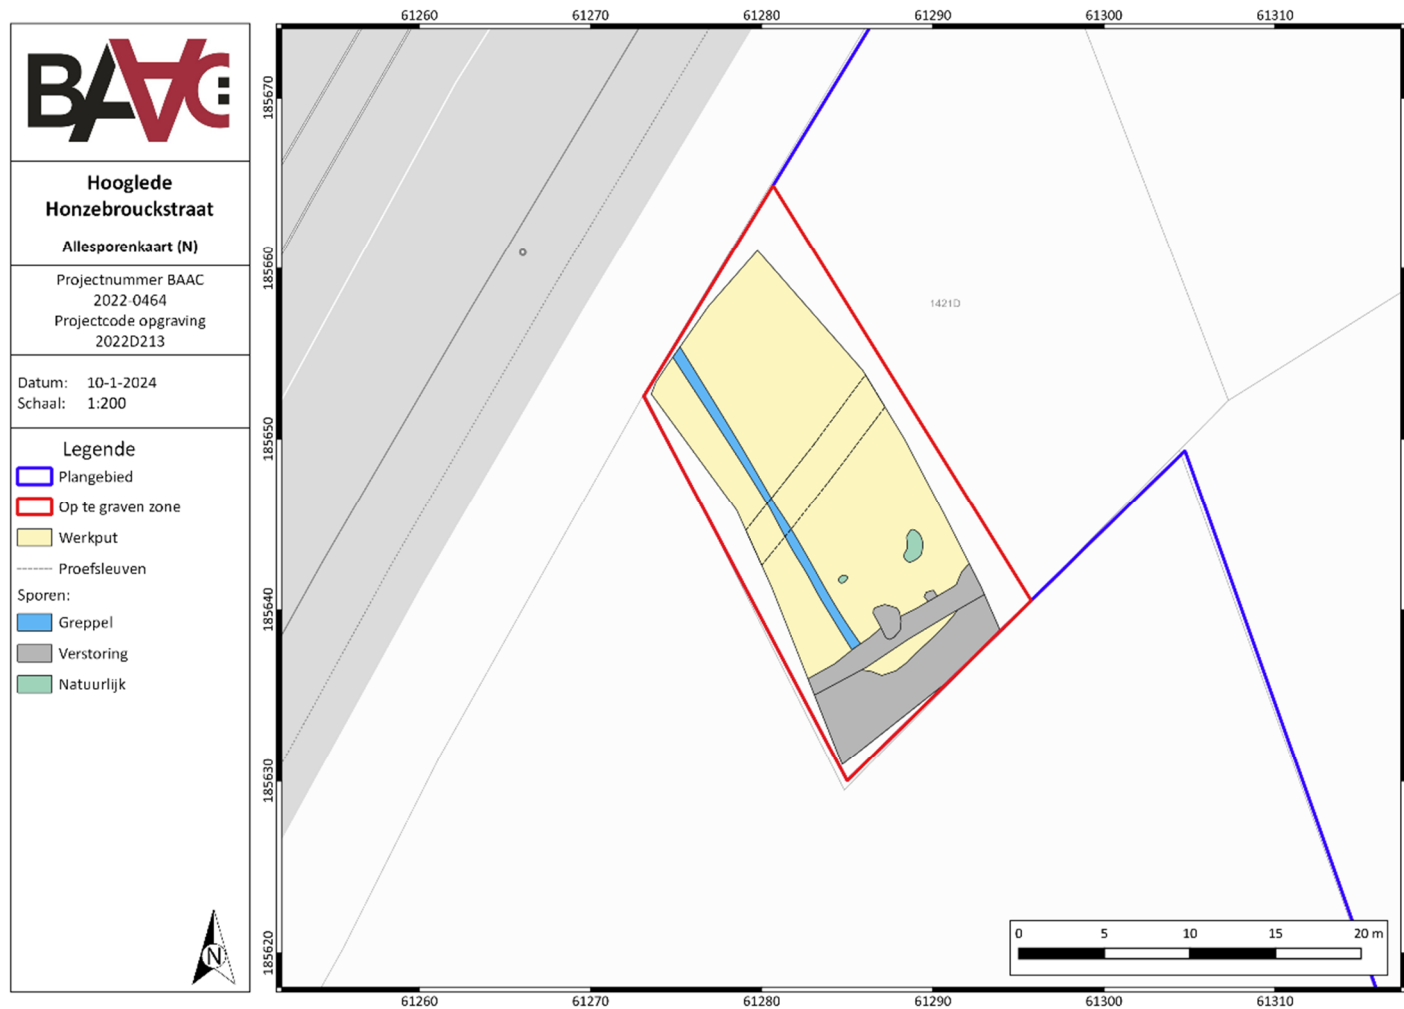 BAAC
Hooglede
Honzebrouckstraat
Allesporenkaart (N)
Projectnummer BAAC
2022-0464
Projectcode opgraving
2022D213
Datum: 10-1-2024
Schaal: 1:200
Legende
Plangebied
Op te graven zone
Werkput
Proefsleuven
Sporen:
Greppel
Verstoring
Natuurlijk
N
61260 61270 61280 61290 61300 61310
185670
185660
185650
185640
185630
185620
1421D
0 5 10 15 20 m
61260 61270 61280 61290 61300 61310